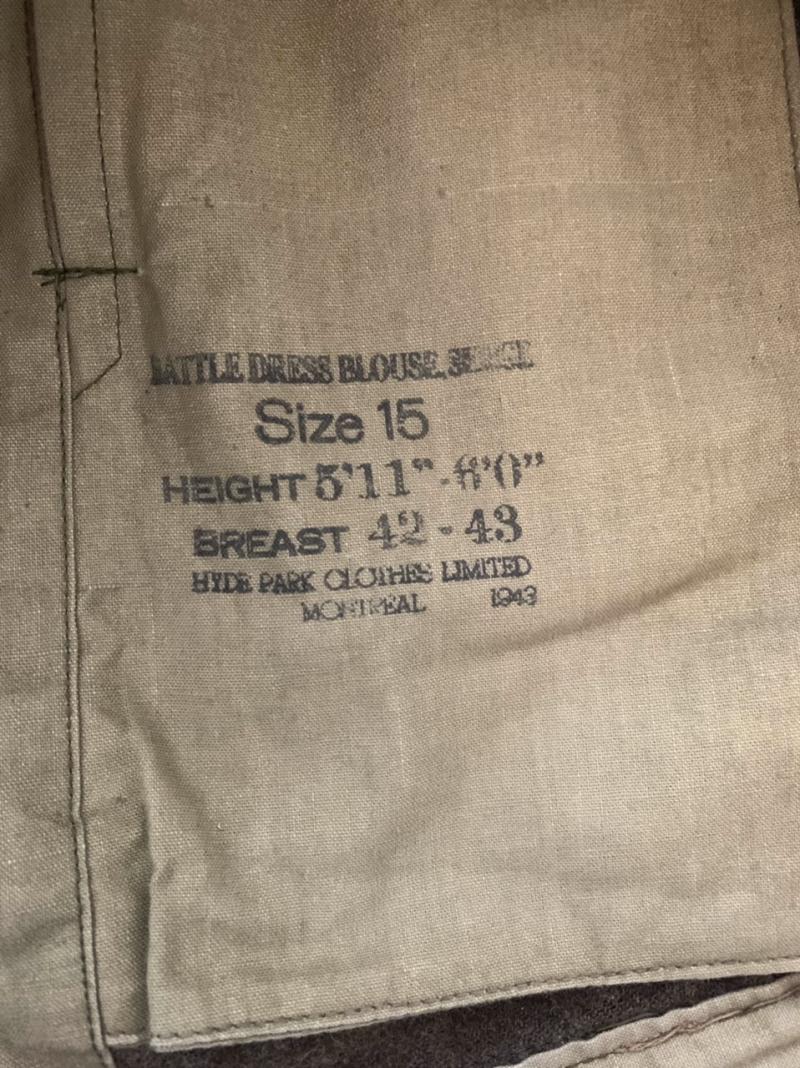 BATTLE DRESS BLOUSE, SERGE
Size 15
HEIGHT 5'11" - 6'0"
BREAST 42 - 43
HYDE PARK CLOTHES LIMITED
MONTREAL 1943